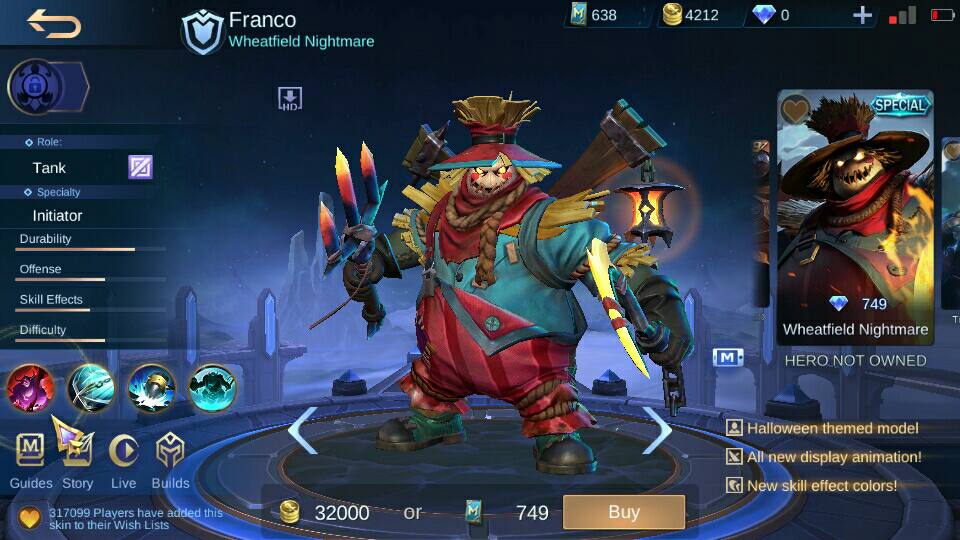 Franco
Wheatfield Nightmare
638
4212
0
HD
Role:
Tank
Specialty
Initiator
Durability
Offense
Skill Effects
Difficulty
SPECIAL
749
Wheatfield Nightmare
HERO NOT OWNED
M
Halloween themed model
All new display animation!
New skill effect colors!
Guides
Story
Live
Builds
317099 Players have added this
skin to their Wish Lists
32000 or 749
Buy